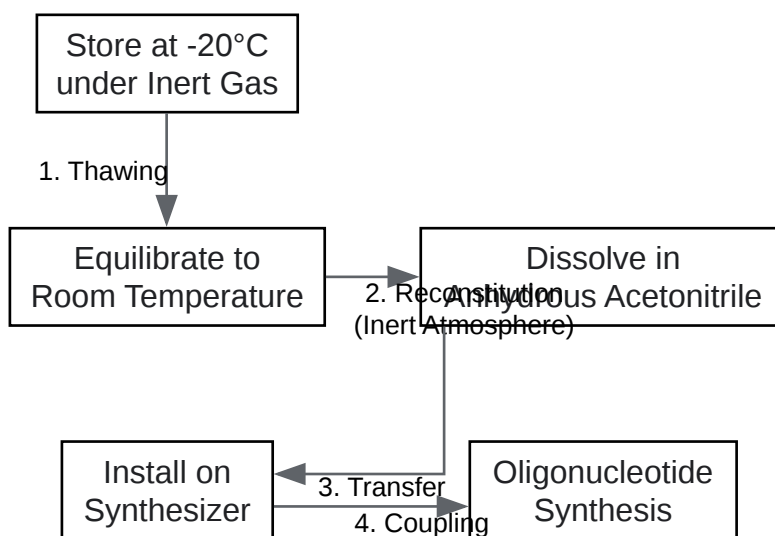 Store at -20°C
under Inert Gas
1. Thawing
Equilibrate to
Room Temperature
Dissolve in
Anhydrous Acetonitrile
2. Reconstitution
(Inert Atmosphere)
Install on
Synthesizer
3. Transfer
4. Coupling
Oligonucleotide
Synthesis